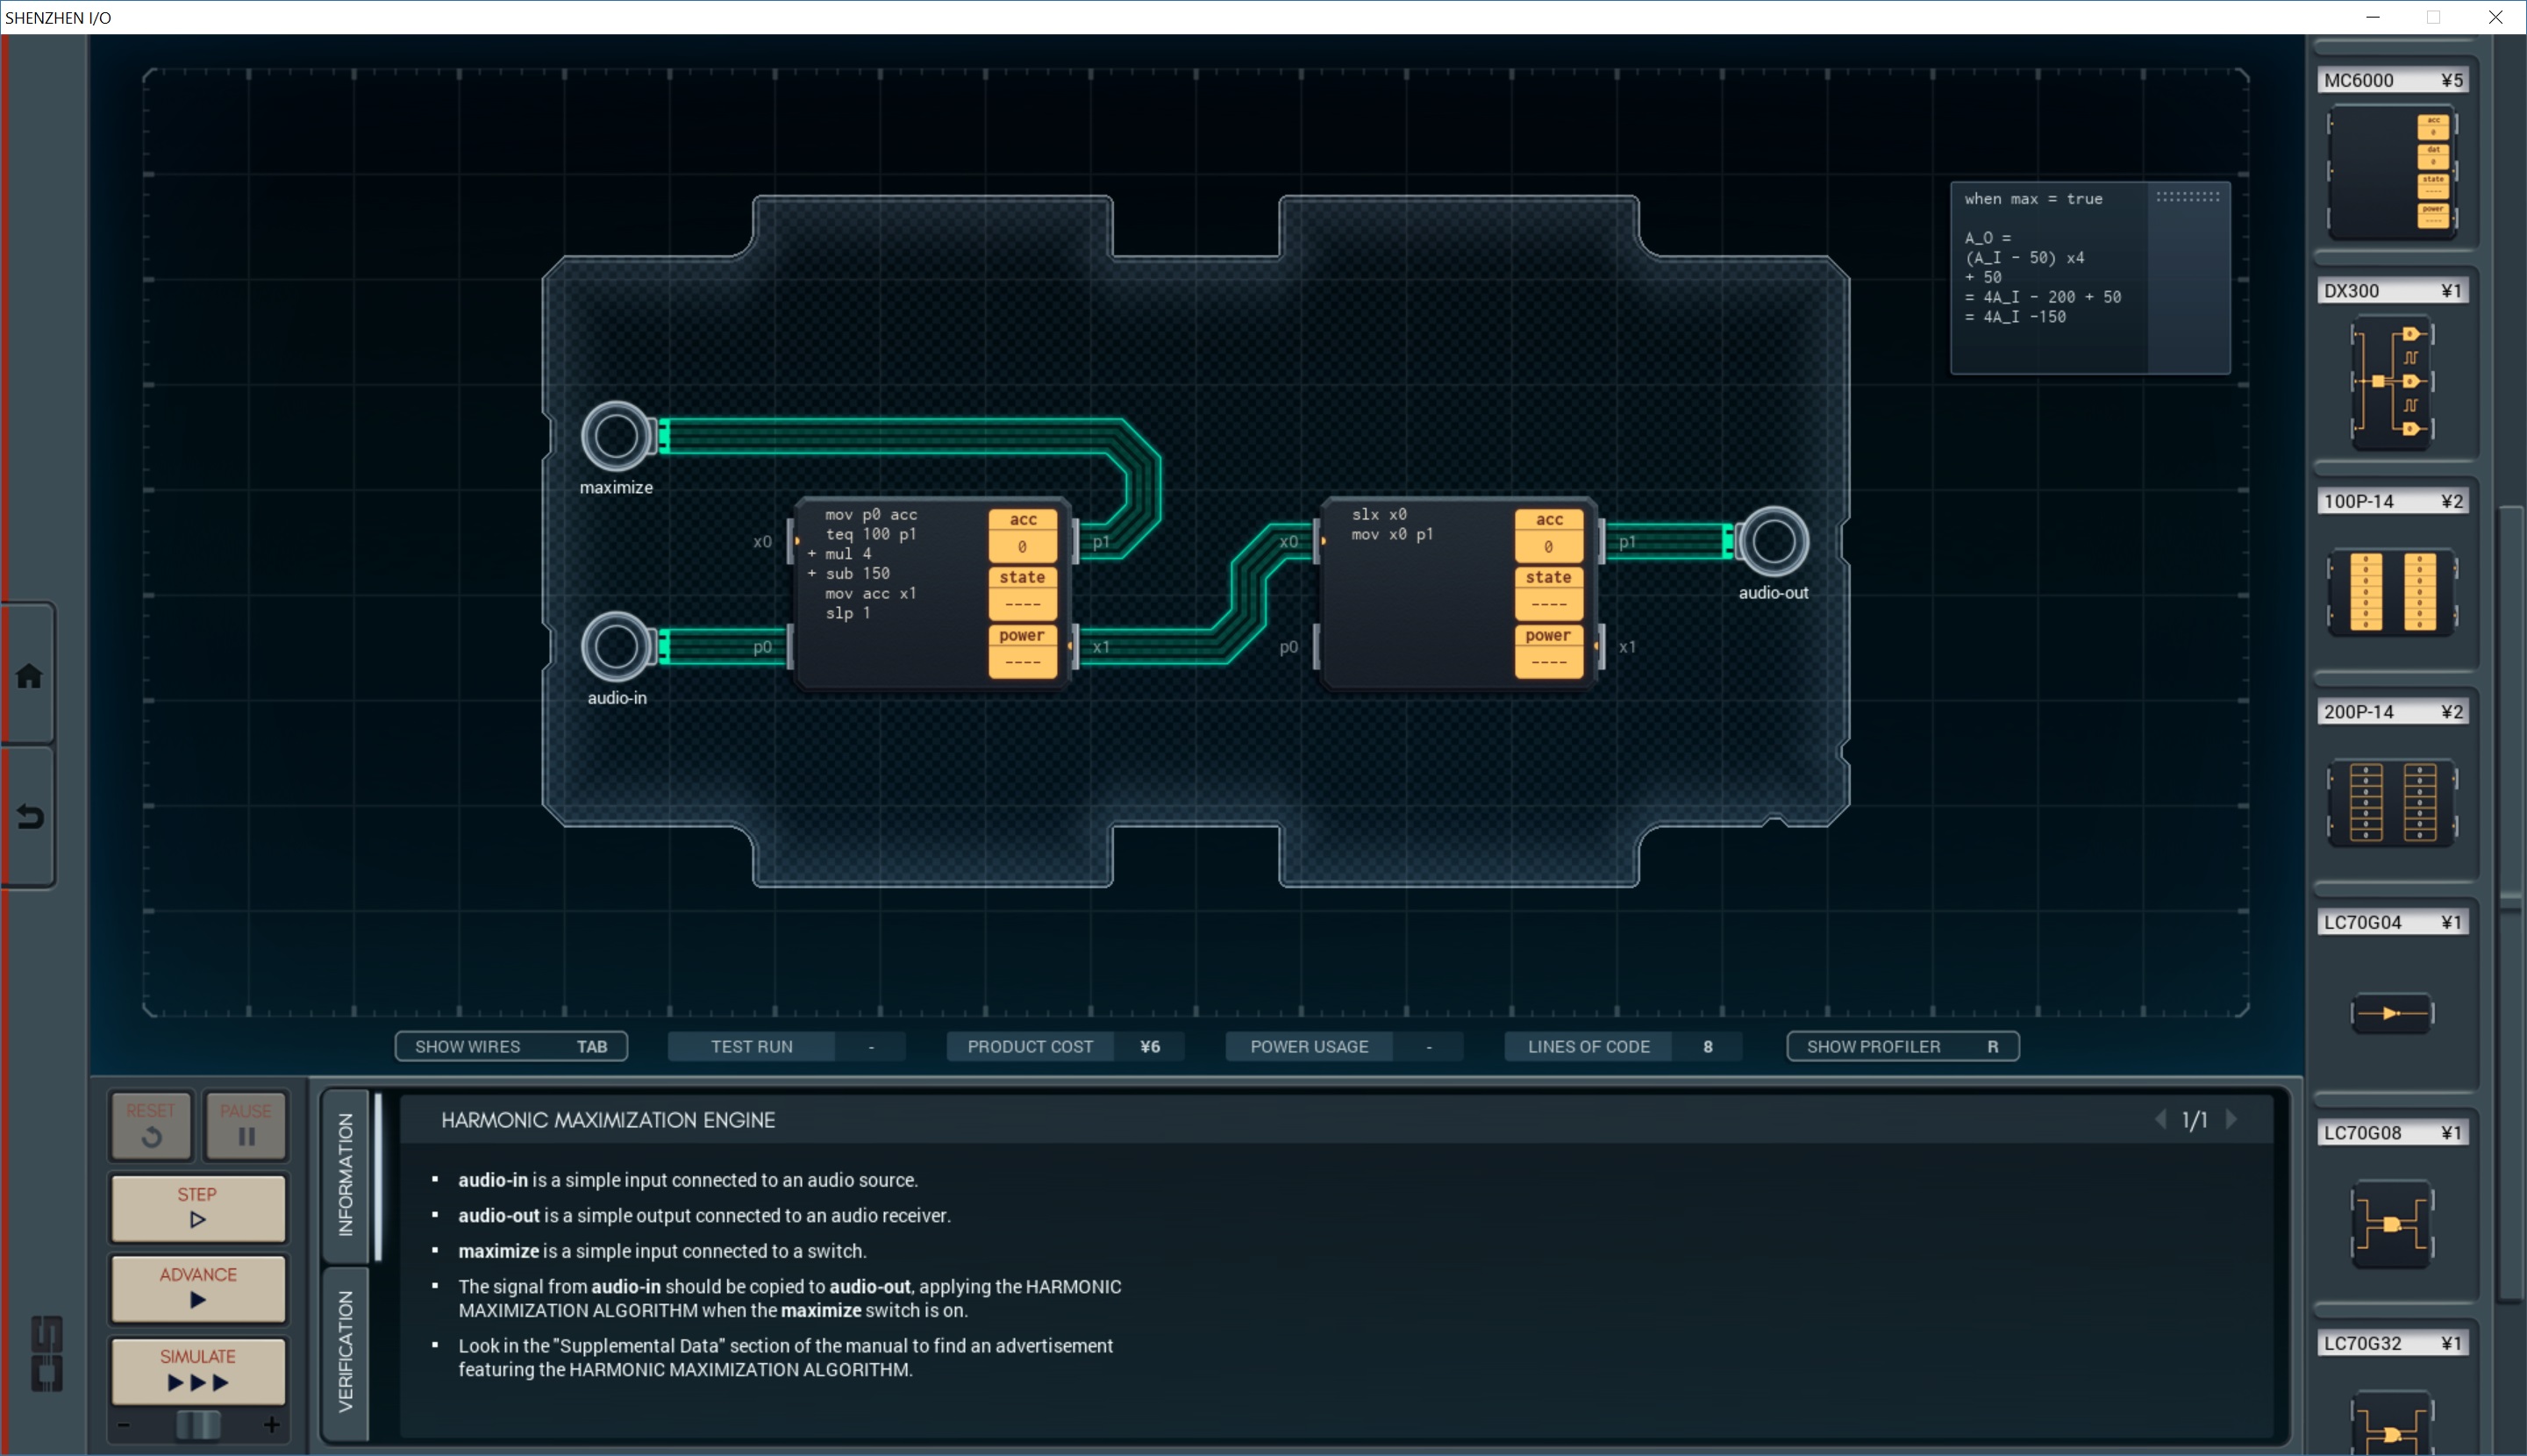 SHENZHEN I/O
when max = true
A_O =
(A_I - 50) x4
+ 50
= 4A_I - 200 + 50
= 4A_I -150
maximize
audio-in
x0
p0
mov p0 acc
teq 100 p1
+ mul 4
+ sub 150
mov acc x1
slp 1
acc
0
state
----
power
----
p1
x1
x0
p0
slx x0
mov x0 p1
acc
0
state
----
power
----
p1
x1
audio-out
MC6000 ¥5
acc
0
dat
0
state
----
power
----
DX300 ¥1
100P-14 ¥2
200P-14 ¥2
LC70G04 ¥1
LC70G08 ¥1
LC70G32 ¥1
SHOW WIRES TAB
TEST RUN -
PRODUCT COST ¥6
POWER USAGE -
LINES OF CODE 8
SHOW PROFILER R
RESET
PAUSE
STEP
ADVANCE
SIMULATE
- +
INFORMATION
VERIFICATION
HARMONIC MAXIMIZATION ENGINE
1/1
▪ audio-in is a simple input connected to an audio source.
▪ audio-out is a simple output connected to an audio receiver.
▪ maximize is a simple input connected to a switch.
▪ The signal from audio-in should be copied to audio-out, applying the HARMONIC
MAXIMIZATION ALGORITHM when the maximize switch is on.
▪ Look in the "Supplemental Data" section of the manual to find an advertisement
featuring the HARMONIC MAXIMIZATION ALGORITHM.